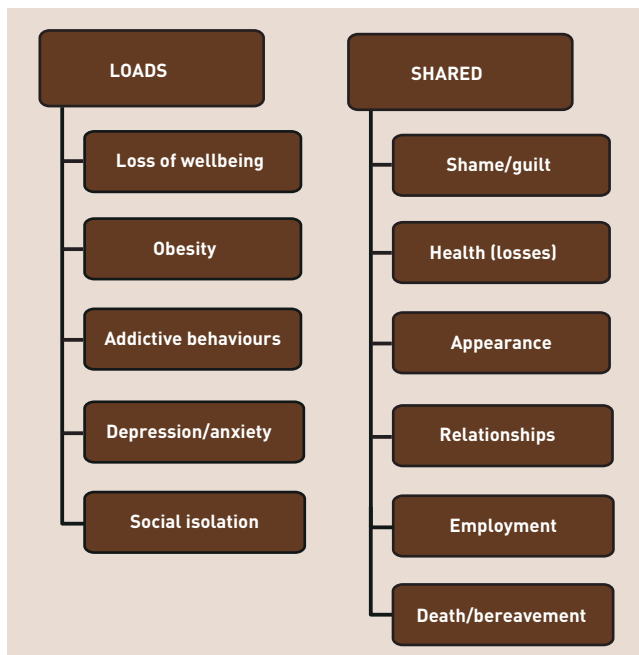 LOADS
Loss of wellbeing
Obesity
Addictive behaviours
Depression/anxiety
Social isolation
SHARED
Shame/guilt
Health (losses)
Appearance
Relationships
Employment
Death/bereavement